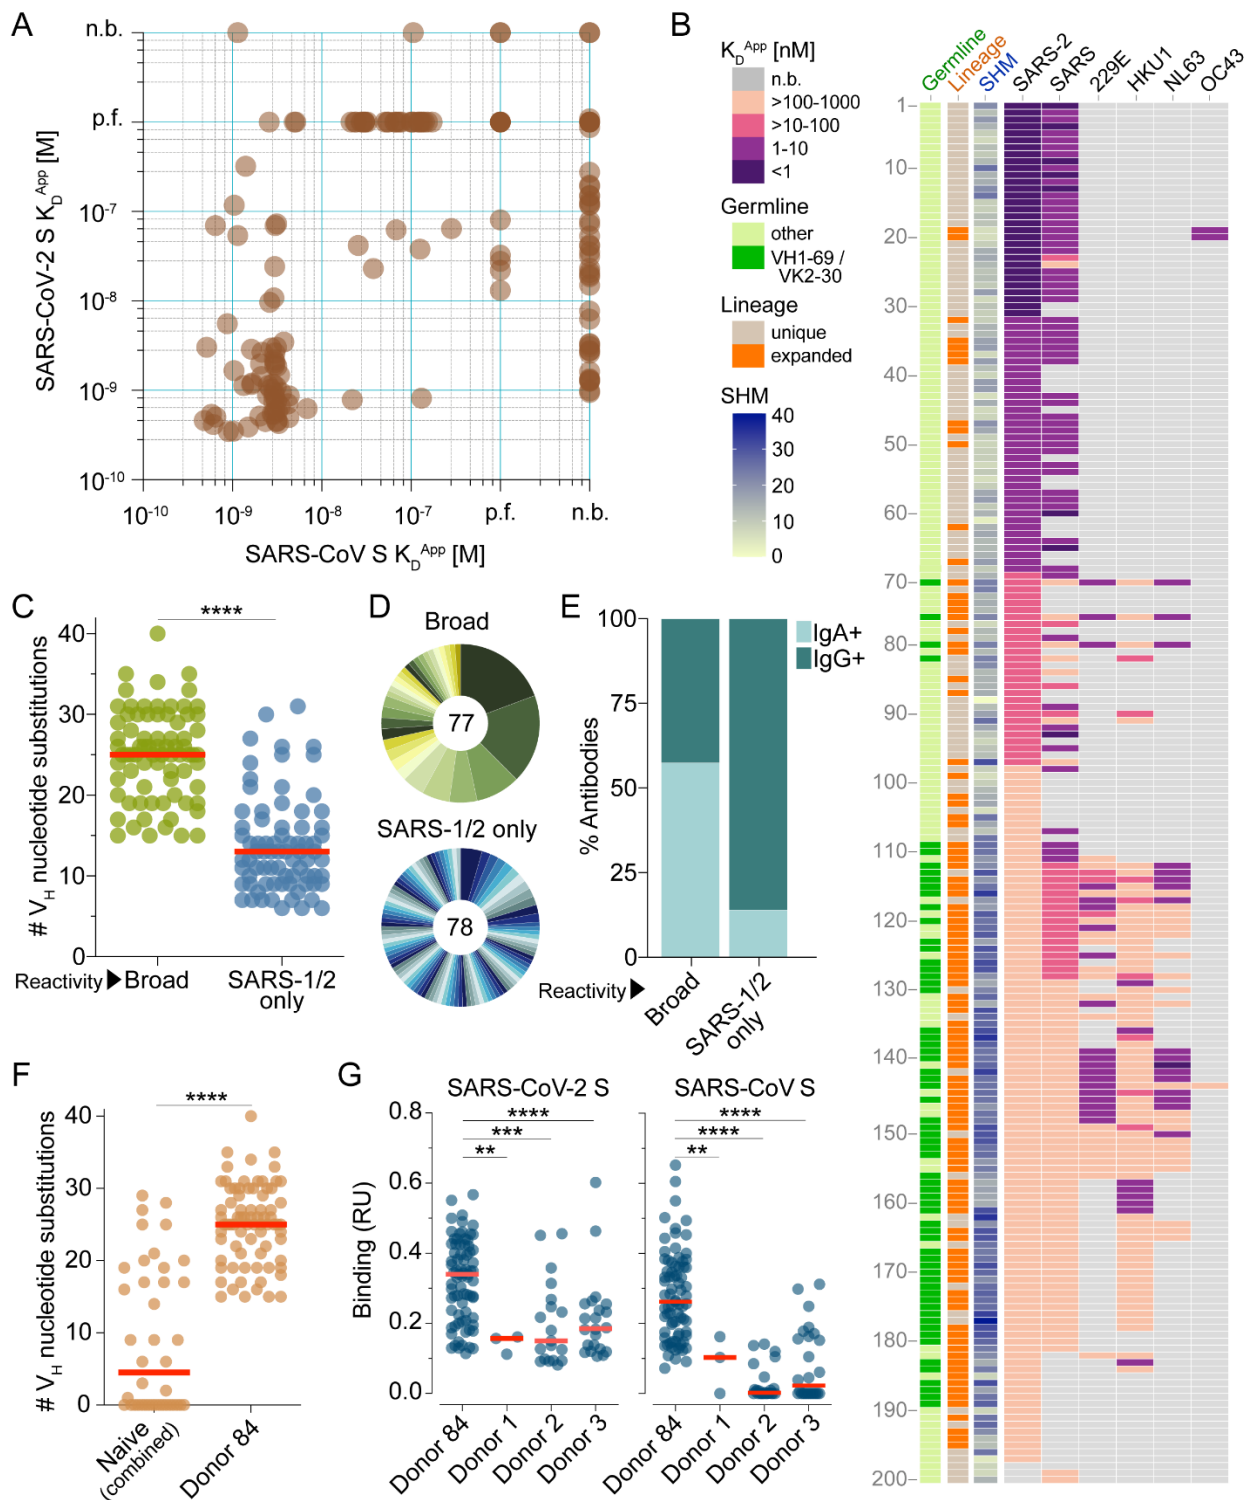 A
n.b.
p.f.
10-7
10-8
10-9
10-10
SARS-CoV-2 S KDApp [M]
10-10
10-9
10-8
10-7
p.f.
n.b.
SARS-CoV S KDApp [M]
B
KDApp [nM]
n.b.
>100-1000
>10-100
1-10
<1
Germline
other
VH1-69 /
VK2-30
Lineage
unique
expanded
SHM
40
30
20
10
0
Germline
Lineage
SHM
SARS-2
SARS
229E
HKU1
NL63
OC43
1
10
20
30
40
50
60
70
80
90
100
110
120
130
140
150
160
170
180
190
200
C
****
# VH nucleotide substitutions
40
30
20
10
0
Reactivity
Broad
SARS-1/2
only
D
Broad
77
SARS-1/2 only
78
E
% Antibodies
100
75
50
25
0
IgA+
IgG+
Reactivity
Broad
SARS-1/2
only
F
****
# VH nucleotide substitutions
40
30
20
10
0
Naive
(combined)
Donor 84
G
SARS-CoV-2 S
SARS-CoV S
Binding (RU)
0.8
0.6
0.4
0.2
0.0
****
***
**
****
****
**
Donor 84
Donor 1
Donor 2
Donor 3
Donor 84
Donor 1
Donor 2
Donor 3